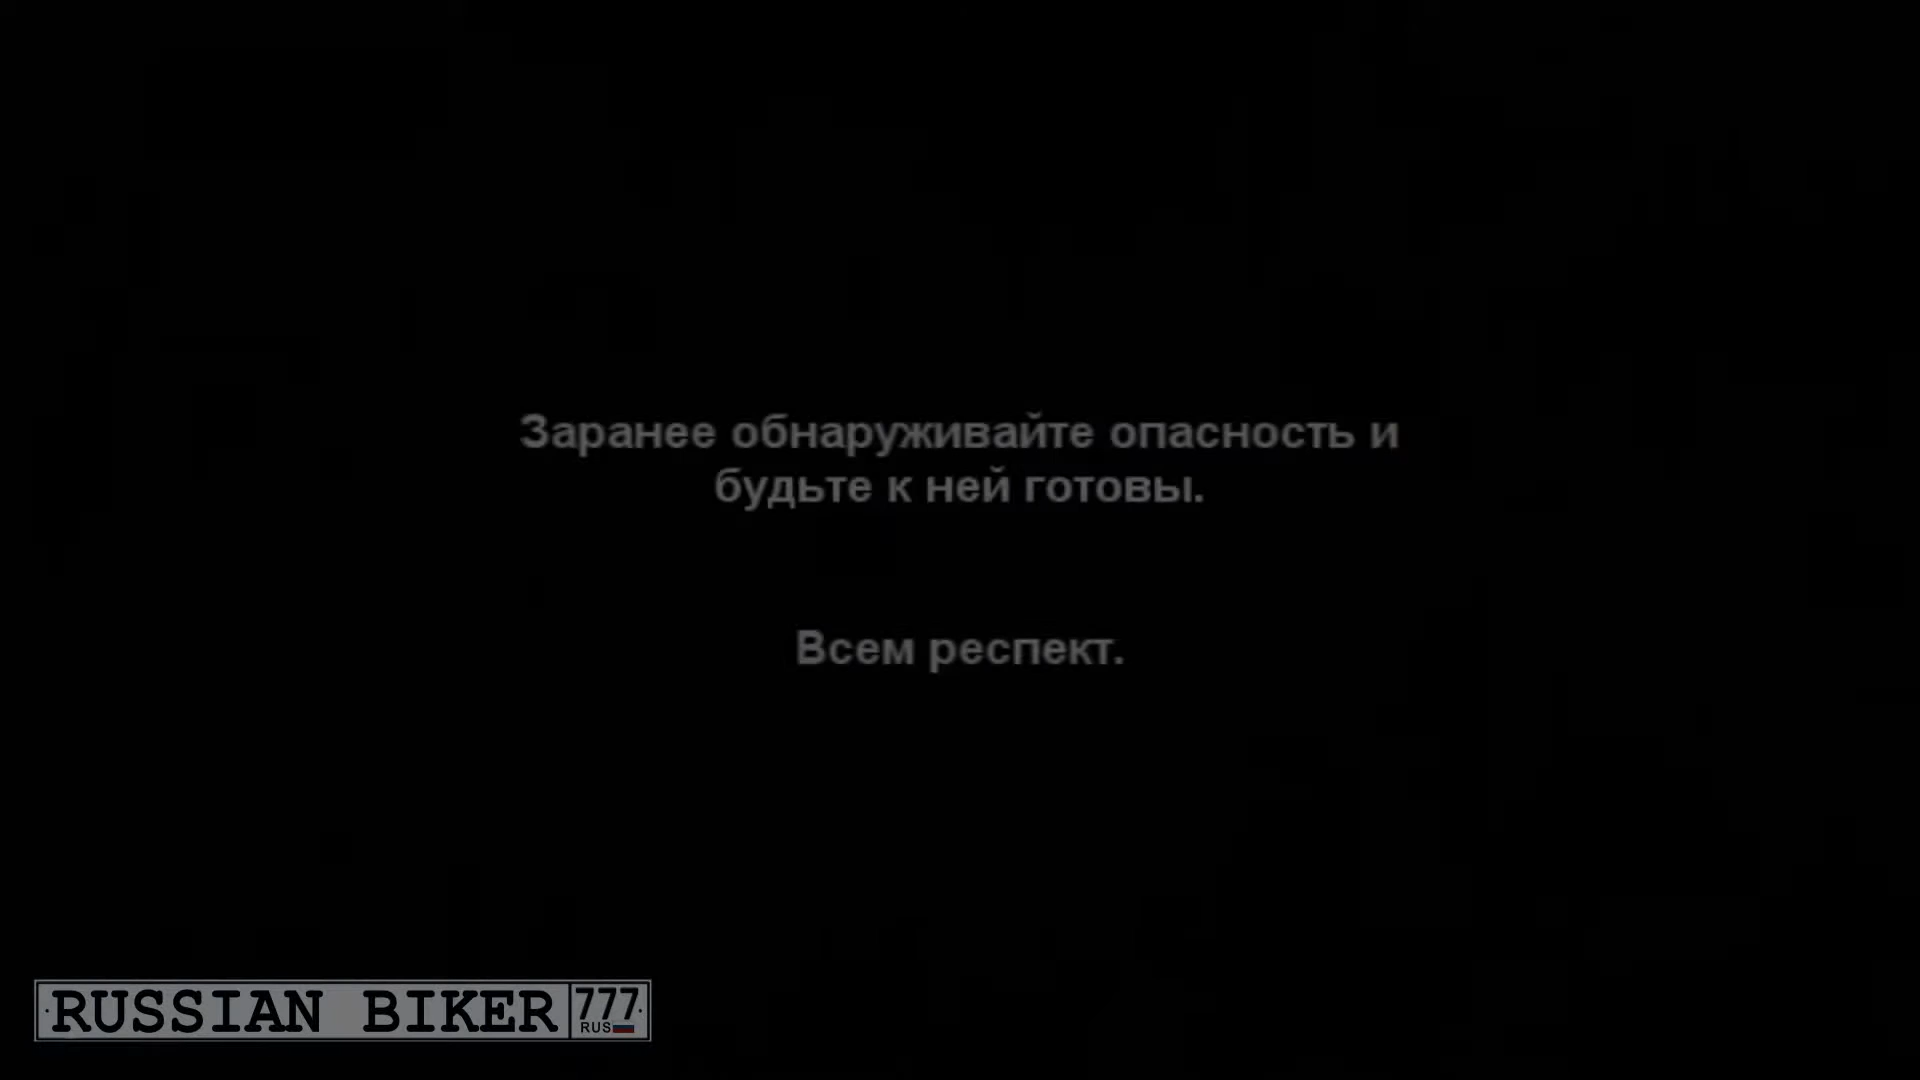 Заранее обнаруживайте опасность и
будьте к ней готовы.
Всем респект.
RUSSIAN BIKER 777
RUS